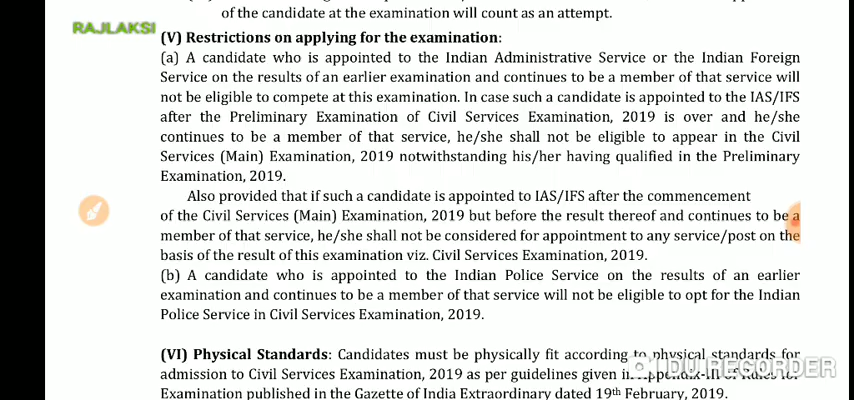 of the candidate at the examination will count as an attempt.
RAJLAKSI
(V) Restrictions on applying for the examination:
(a) A candidate who is appointed to the Indian Administrative Service or the Indian Foreign
Service on the results of an earlier examination and continues to be a member of that service will
not be eligible to compete at this examination. In case such a candidate is appointed to the IAS/IFS
after the Preliminary Examination of Civil Services Examination, 2019 is over and he/she
continues to be a member of that service, he/she shall not be eligible to appear in the Civil
Services (Main) Examination, 2019 notwithstanding his/her having qualified in the Preliminary
Examination, 2019.
Also provided that if such a candidate is appointed to IAS/IFS after the commencement
of the Civil Services (Main) Examination, 2019 but before the result thereof and continues to be a
member of that service, he/she shall not be considered for appointment to any service/post on the
basis of the result of this examination viz. Civil Services Examination, 2019.
(b) A candidate who is appointed to the Indian Police Service on the results of an earlier
examination and continues to be a member of that service will not be eligible to opt for the Indian
Police Service in Civil Services Examination, 2019.
(VI) Physical Standards: Candidates must be physically fit according to physical standards for
DU RECORDER
admission to Civil Services Examination, 2019 as per guidelines given in Appendix-III of Rules for
Examination published in the Gazette of India Extraordinary dated 19th February, 2019.